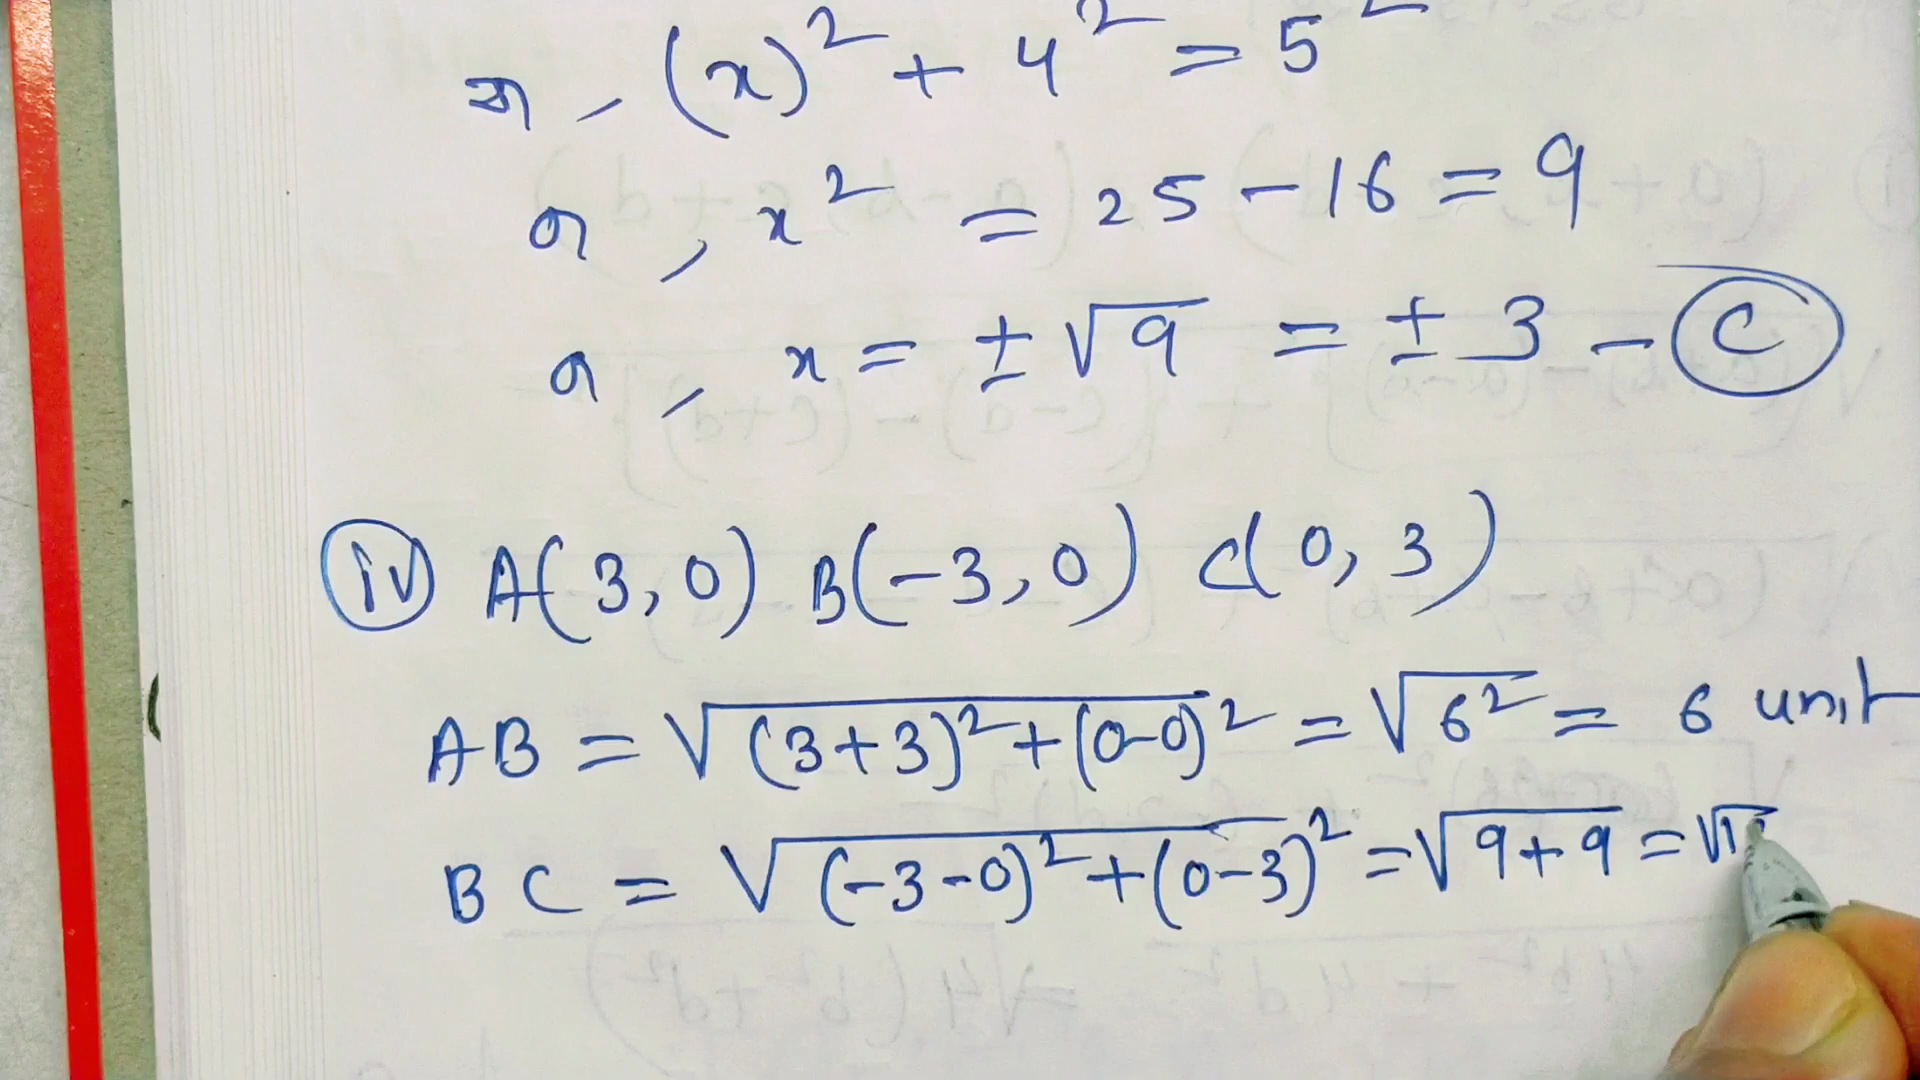 বা, (x)² + 4² = 5²
বা, x² = 25 - 16 = 9
বা, x = ± √9 = ± 3 - C
iv A(3, 0) B(-3, 0) C(0, 3)
AB = √(3+3)² + (0-0)² = √6² = 6 unit
BC = √(-3-0)² + (0-3)² = √9+9 = √1